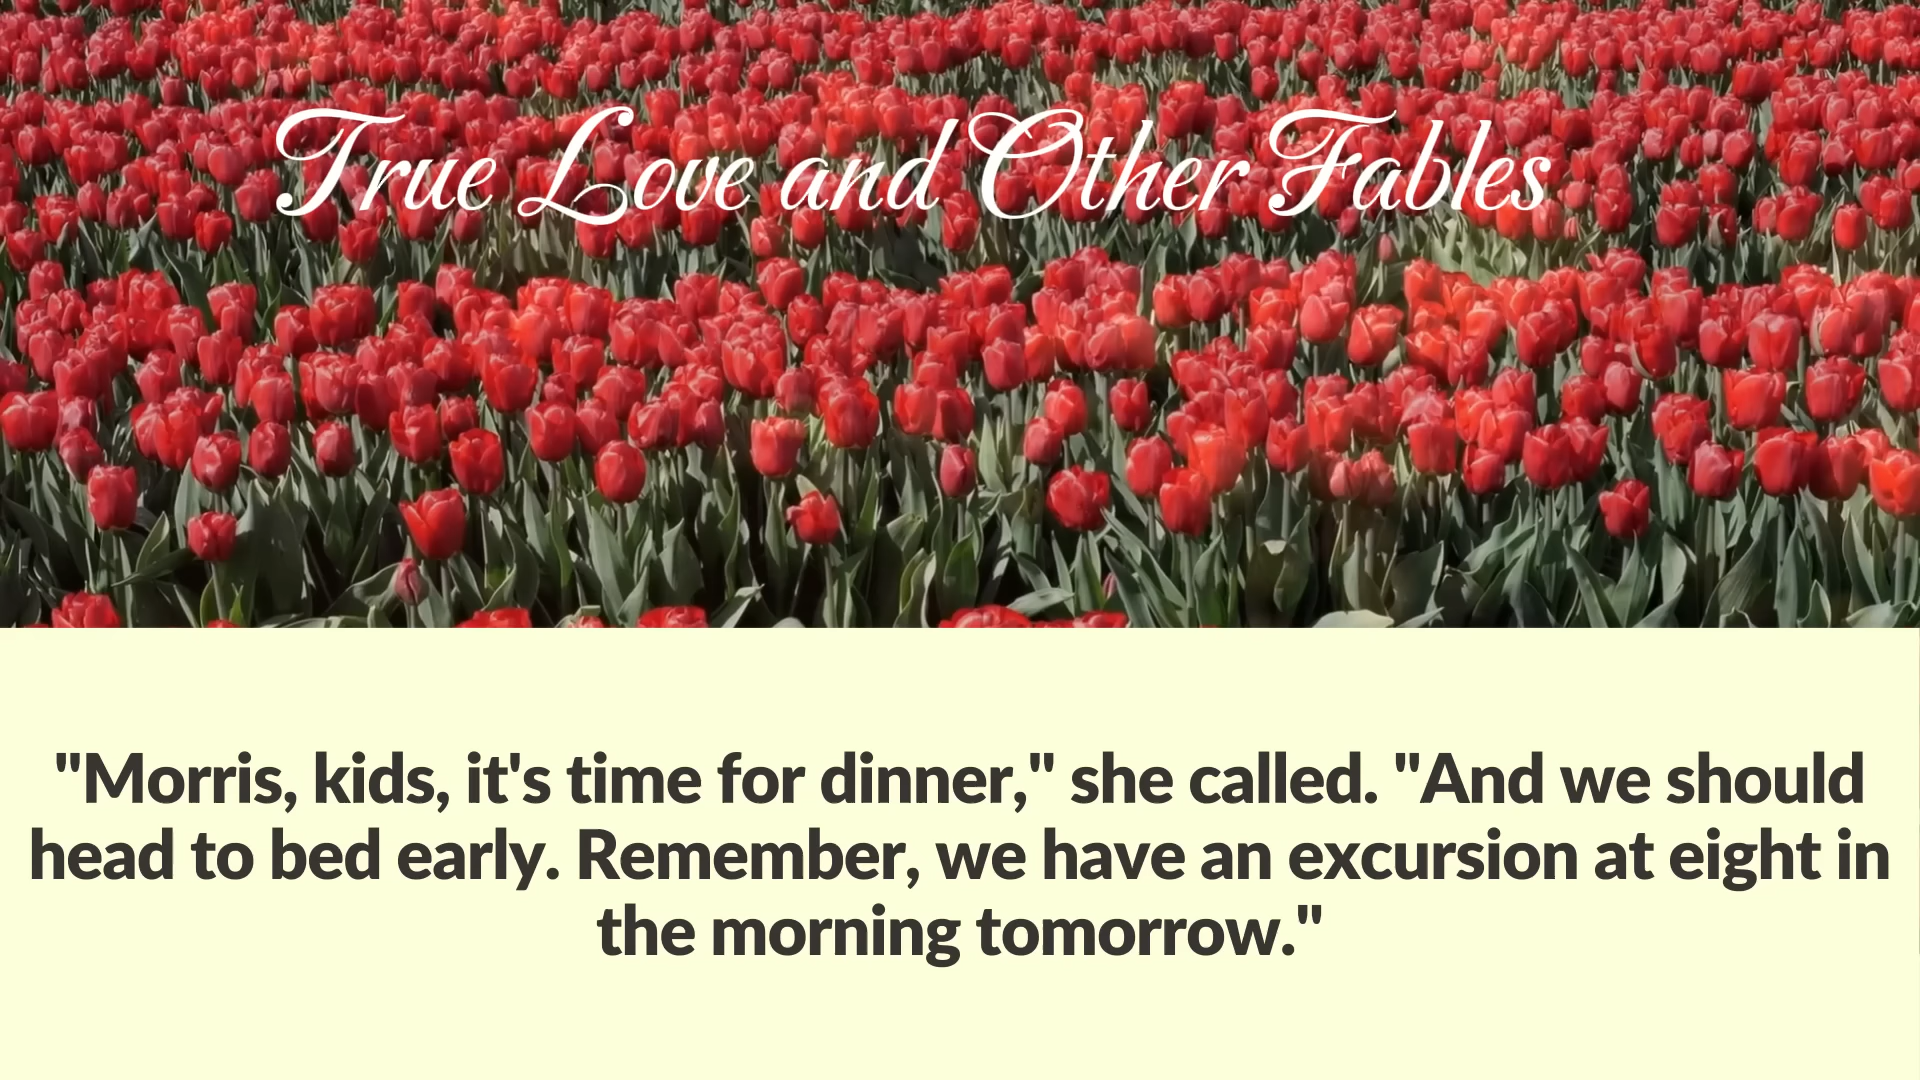 True Love and Other Fables
"Morris, kids, it's time for dinner," she called. "And we should
head to bed early. Remember, we have an excursion at eight in
the morning tomorrow."